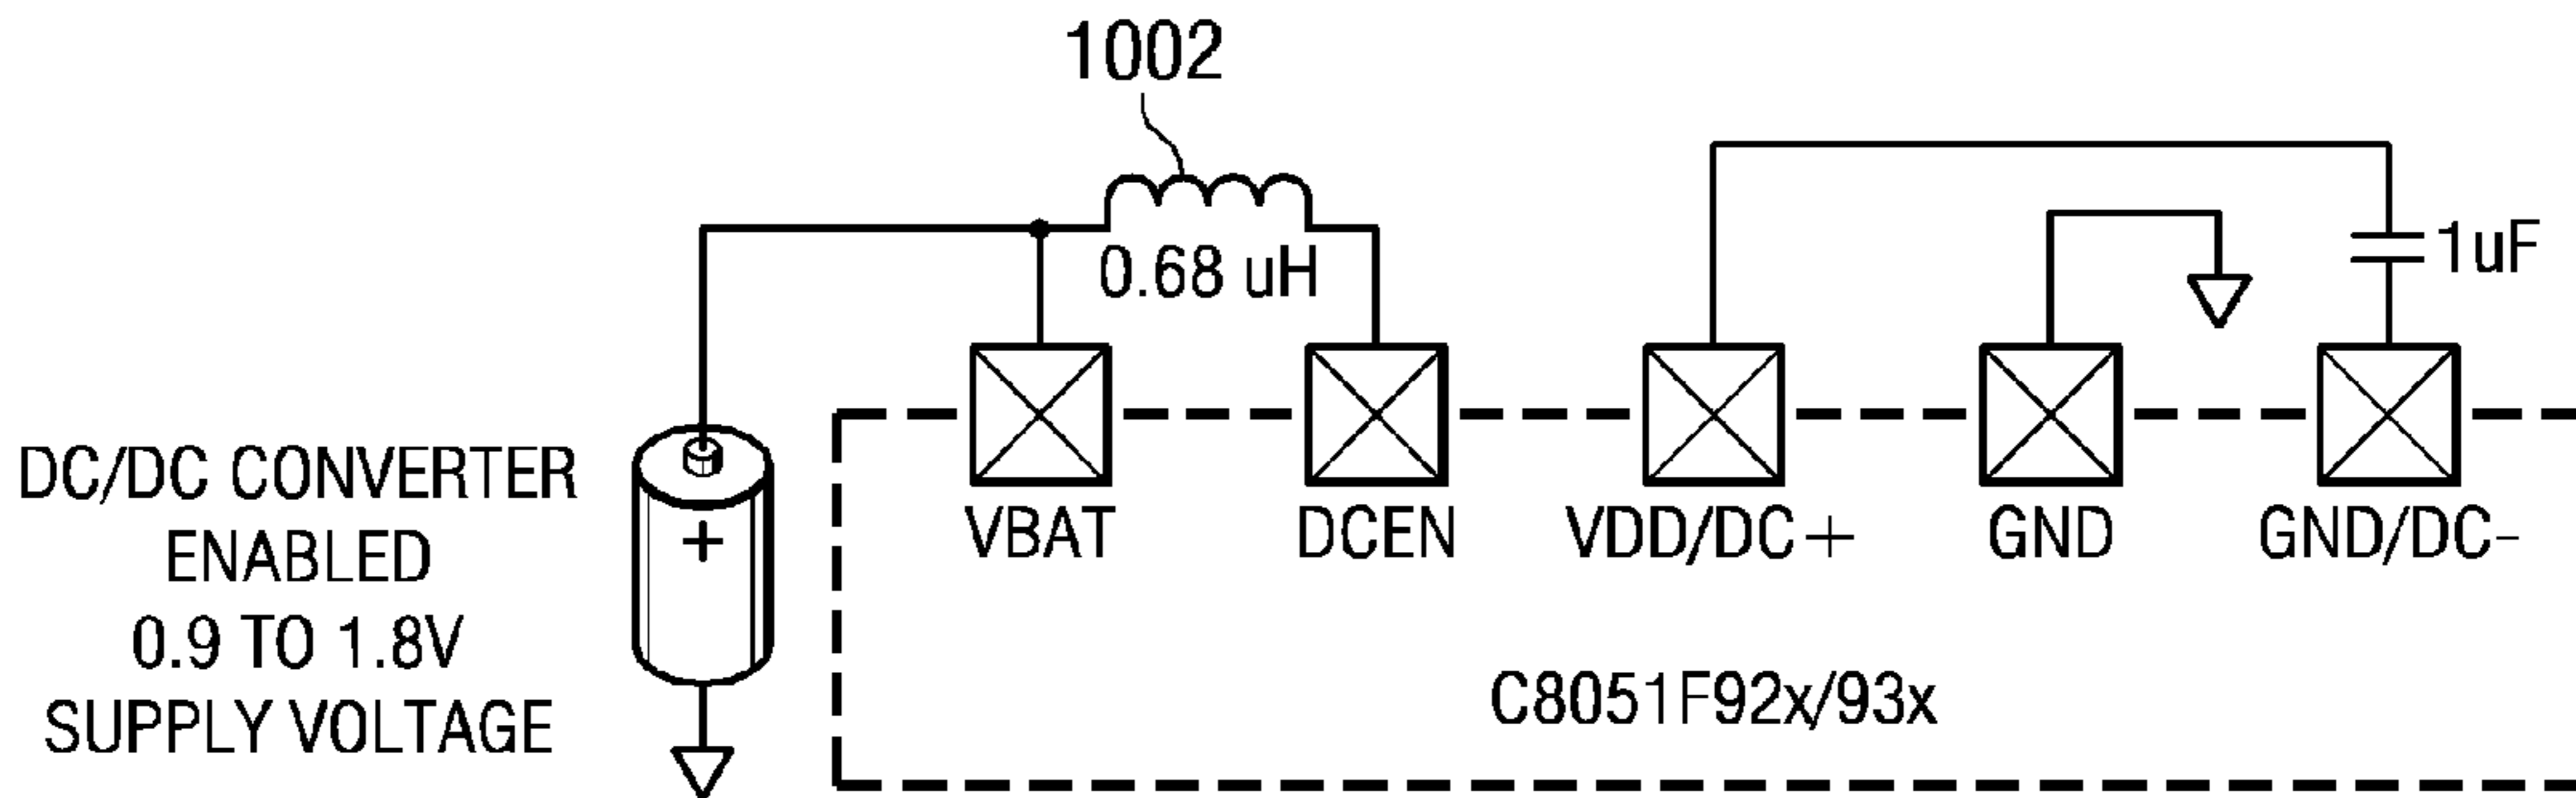 1002
0.68 uH
1uF
DC/DC CONVERTER
ENABLED
0.9 TO 1.8V
SUPPLY VOLTAGE
+
VBAT
DCEN
VDD/DC+
GND
GND/DC-
C8051F92x/93x